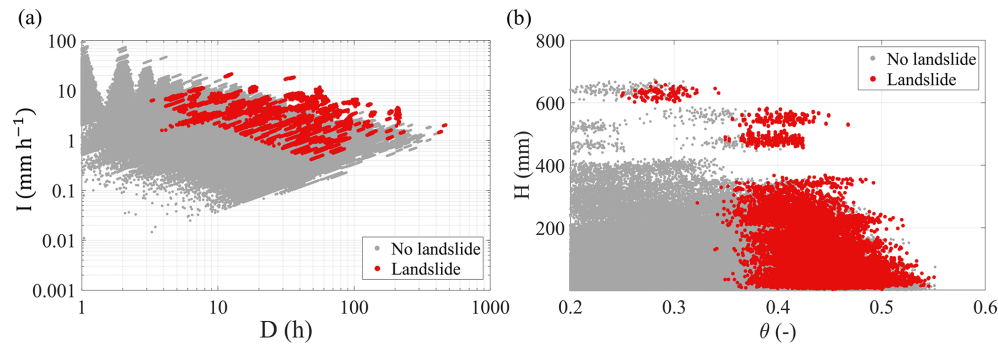 (a)
100
10
1
0.1
0.01
0.001
I (mm h⁻¹)
1
10
100
1000
D (h)
No landslide
Landslide
(b)
800
600
400
200
H (mm)
0.2
0.3
0.4
0.5
0.6
θ (-)
No landslide
Landslide